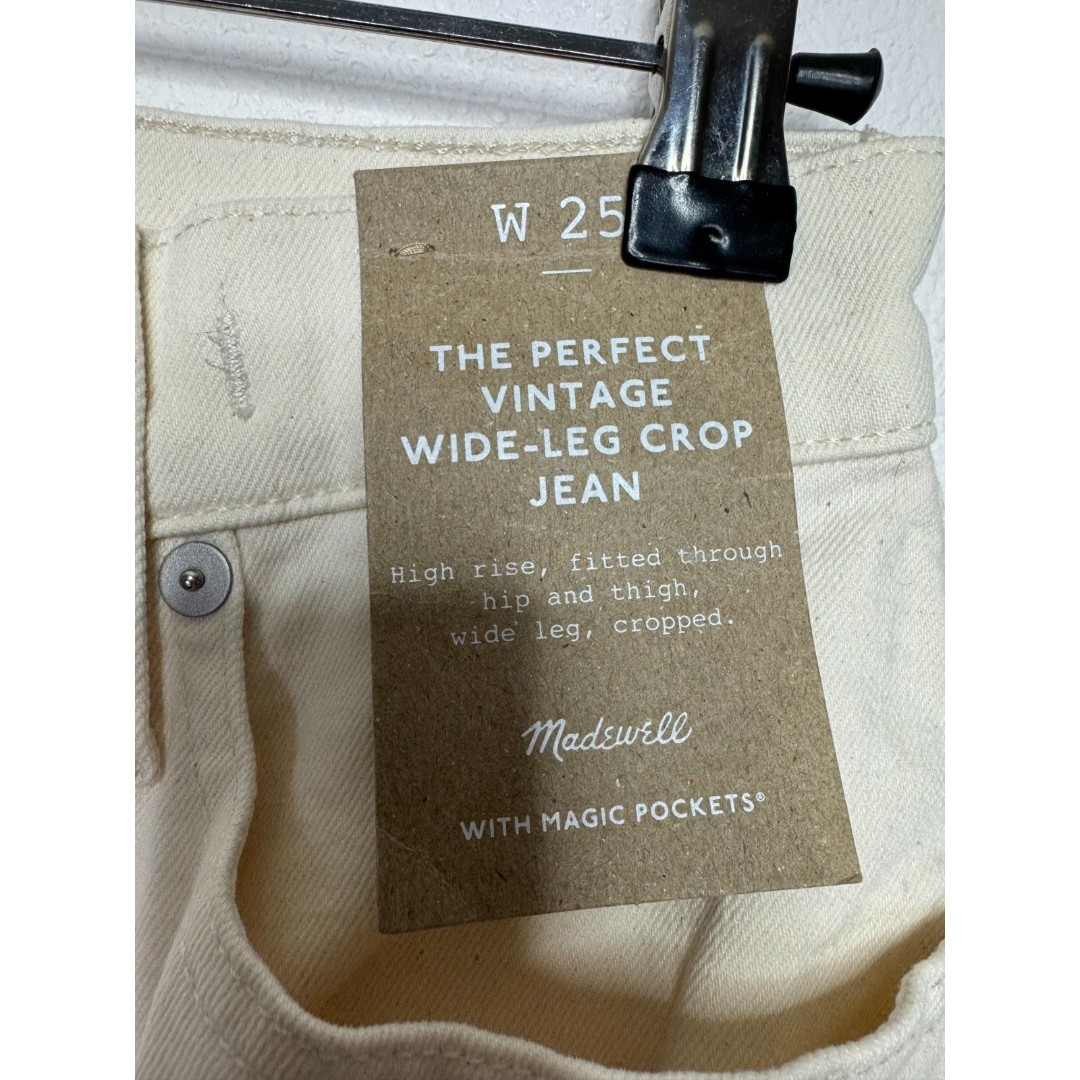 W 25
THE PERFECT
VINTAGE
WIDE-LEG CROP
JEAN
High rise, fitted through
hip and thigh,
wide leg, cropped.
Madewell
WITH MAGIC POCKETS®